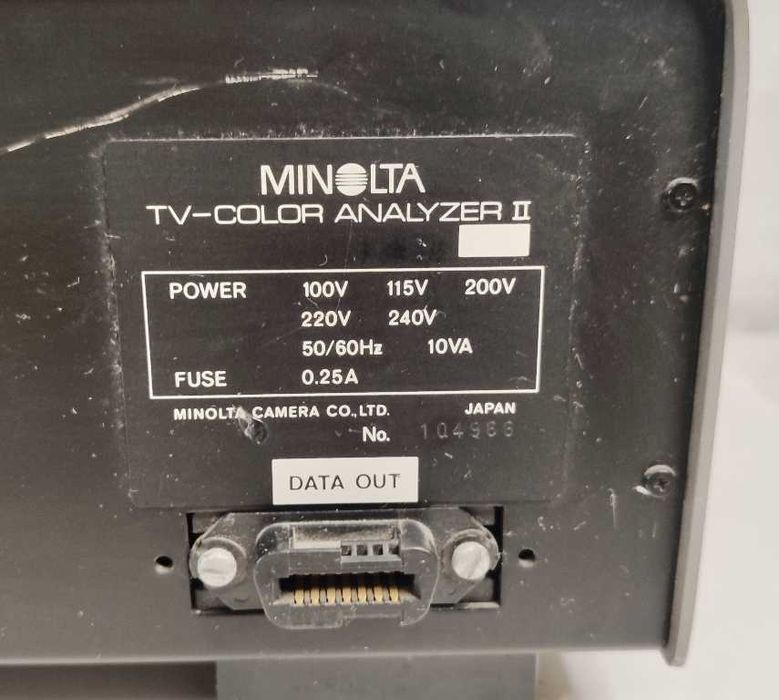 MINOLTA
TV-COLOR ANALYZER II
POWER 100V 115V 200V
220V 240V
50/60Hz 10VA
FUSE 0.25A
MINOLTA CAMERA CO.,LTD. JAPAN
No. 104966
DATA OUT